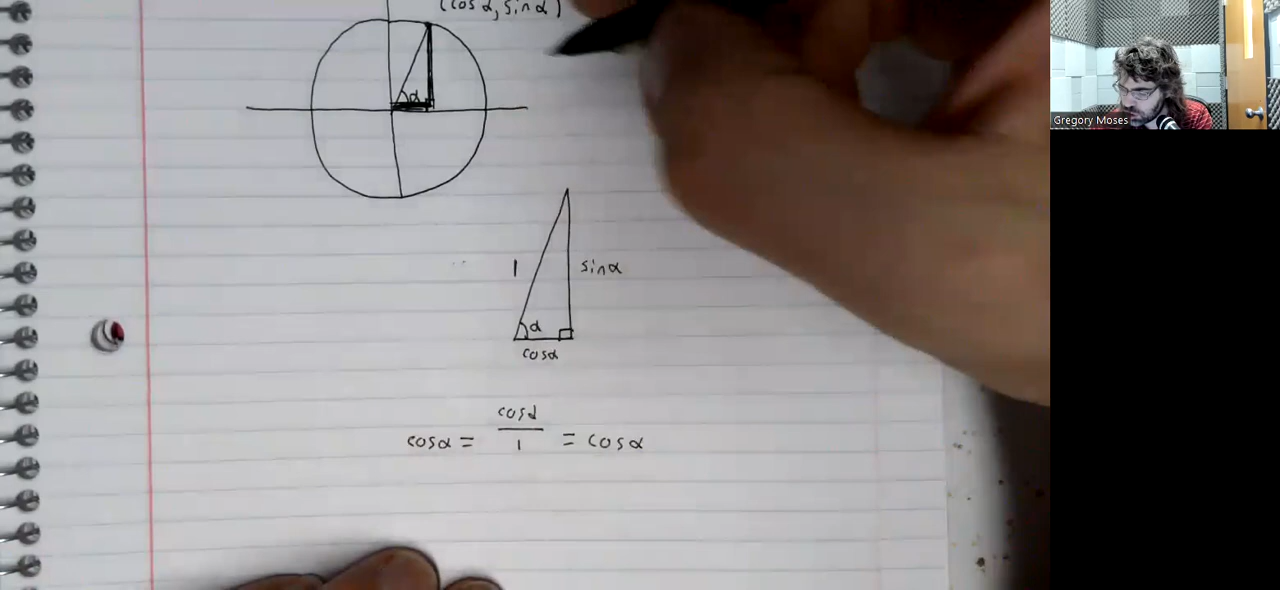 (cos α, sin α)
α
Gregory Moses
1
sin α
α
cos α
cos α = cos α / 1 = cos α